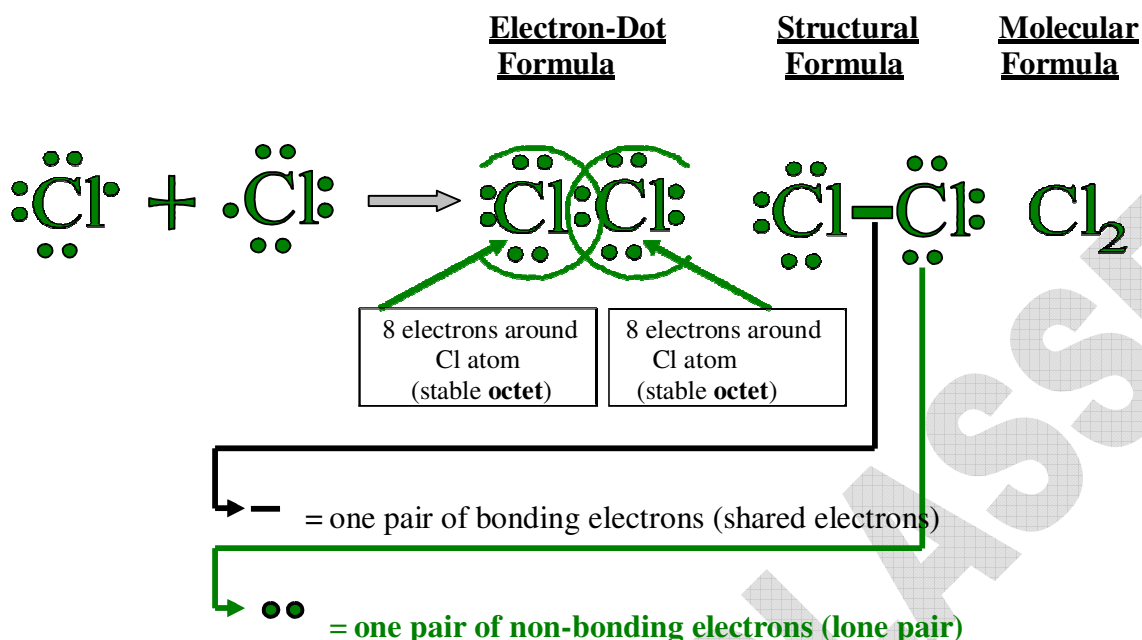 Electron-Dot Formula
Structural Formula
Molecular Formula
Cl + Cl Cl Cl Cl — Cl Cl2
8 electrons around
Cl atom
(stable octet)
8 electrons around
Cl atom
(stable octet)
= one pair of bonding electrons (shared electrons)
= one pair of non-bonding electrons (lone pair)